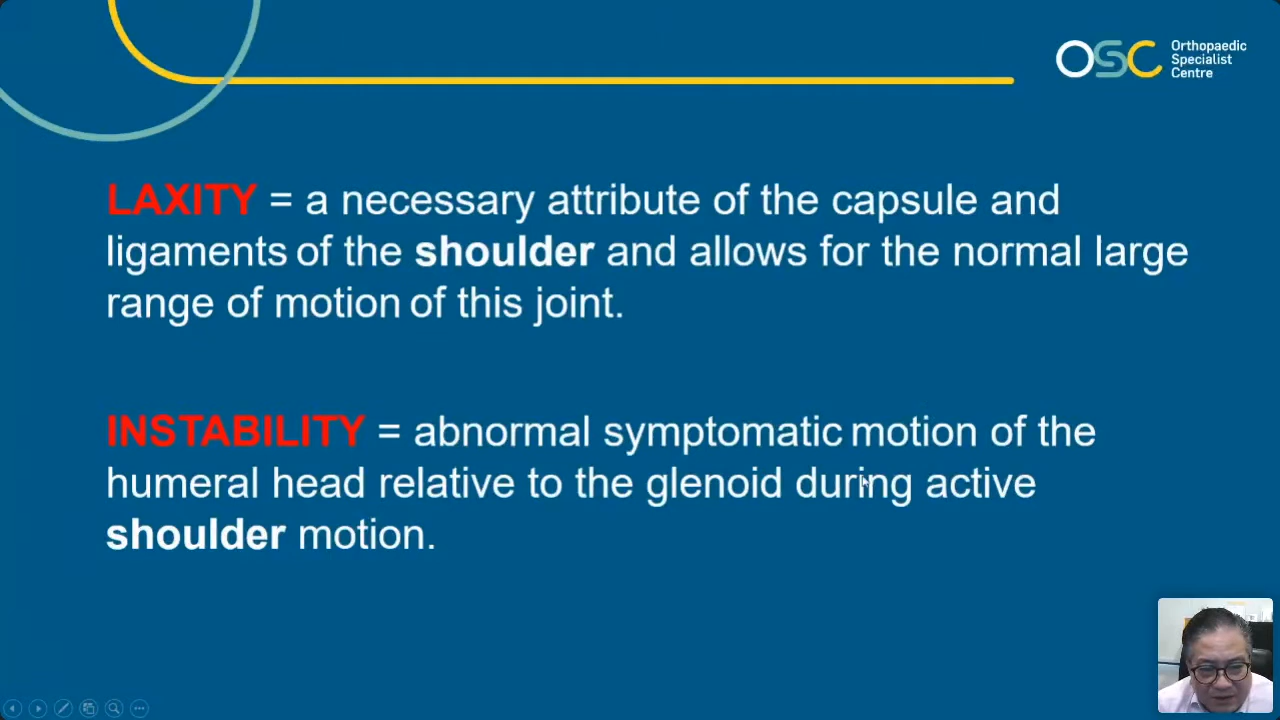 OSC
Orthopaedic
Specialist
Centre
LAXITY = a necessary attribute of the capsule and
ligaments of the shoulder and allows for the normal large
range of motion of this joint.
INSTABILITY = abnormal symptomatic motion of the
humeral head relative to the glenoid during active
shoulder motion.